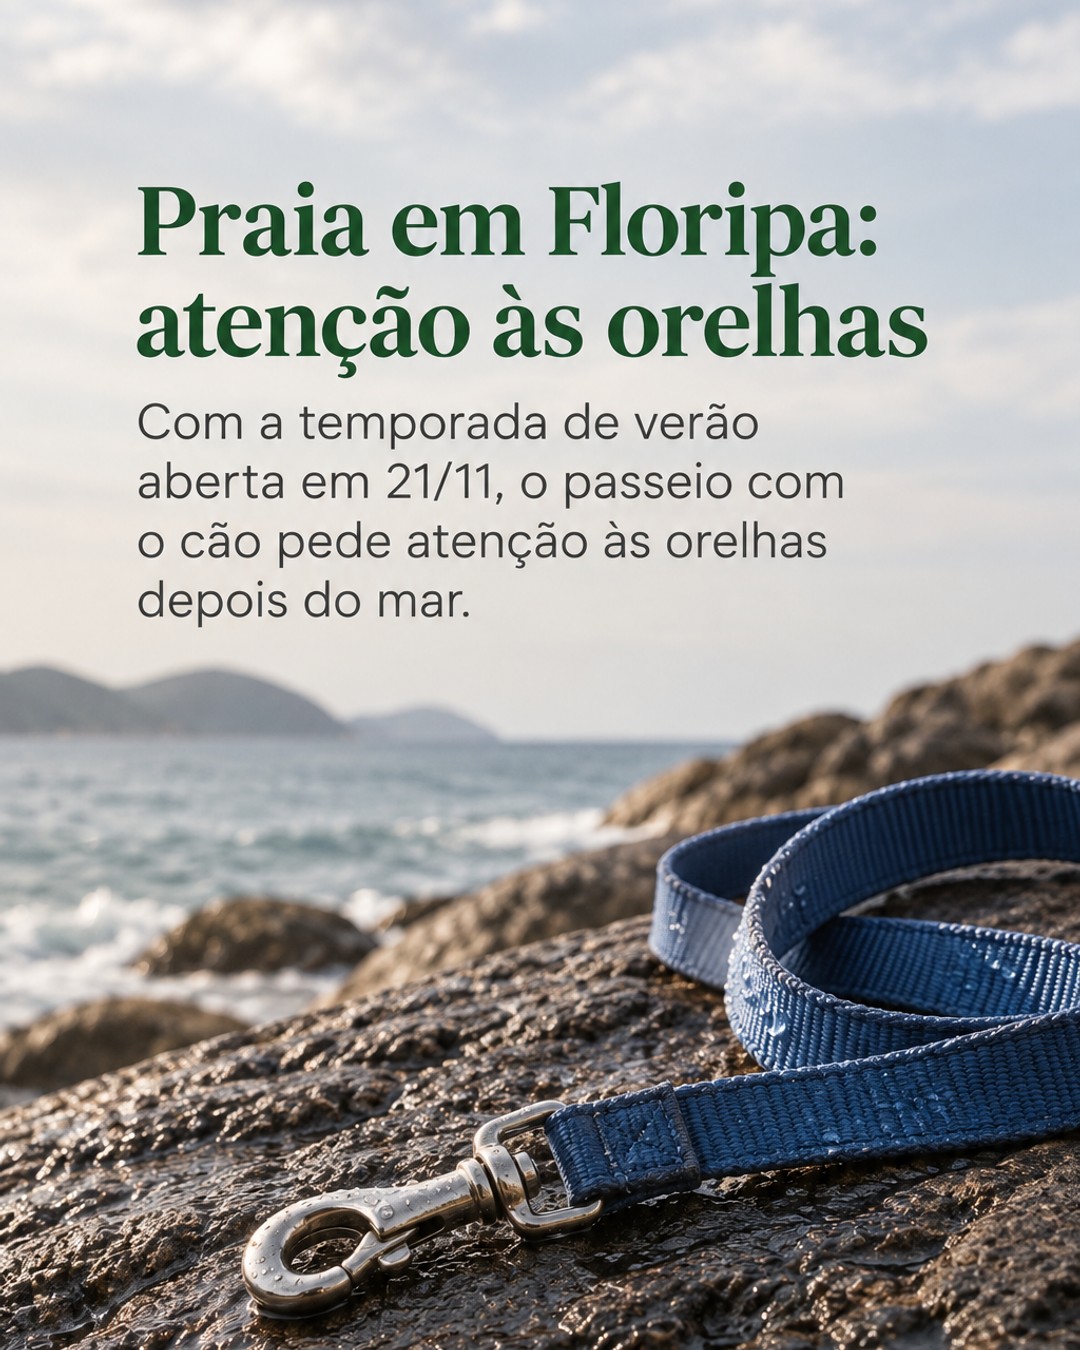 Praia em Floripa:
atenção às orelhas
Com a temporada de verão
aberta em 21/11, o passeio com
o cão pede atenção às orelhas
depois do mar.